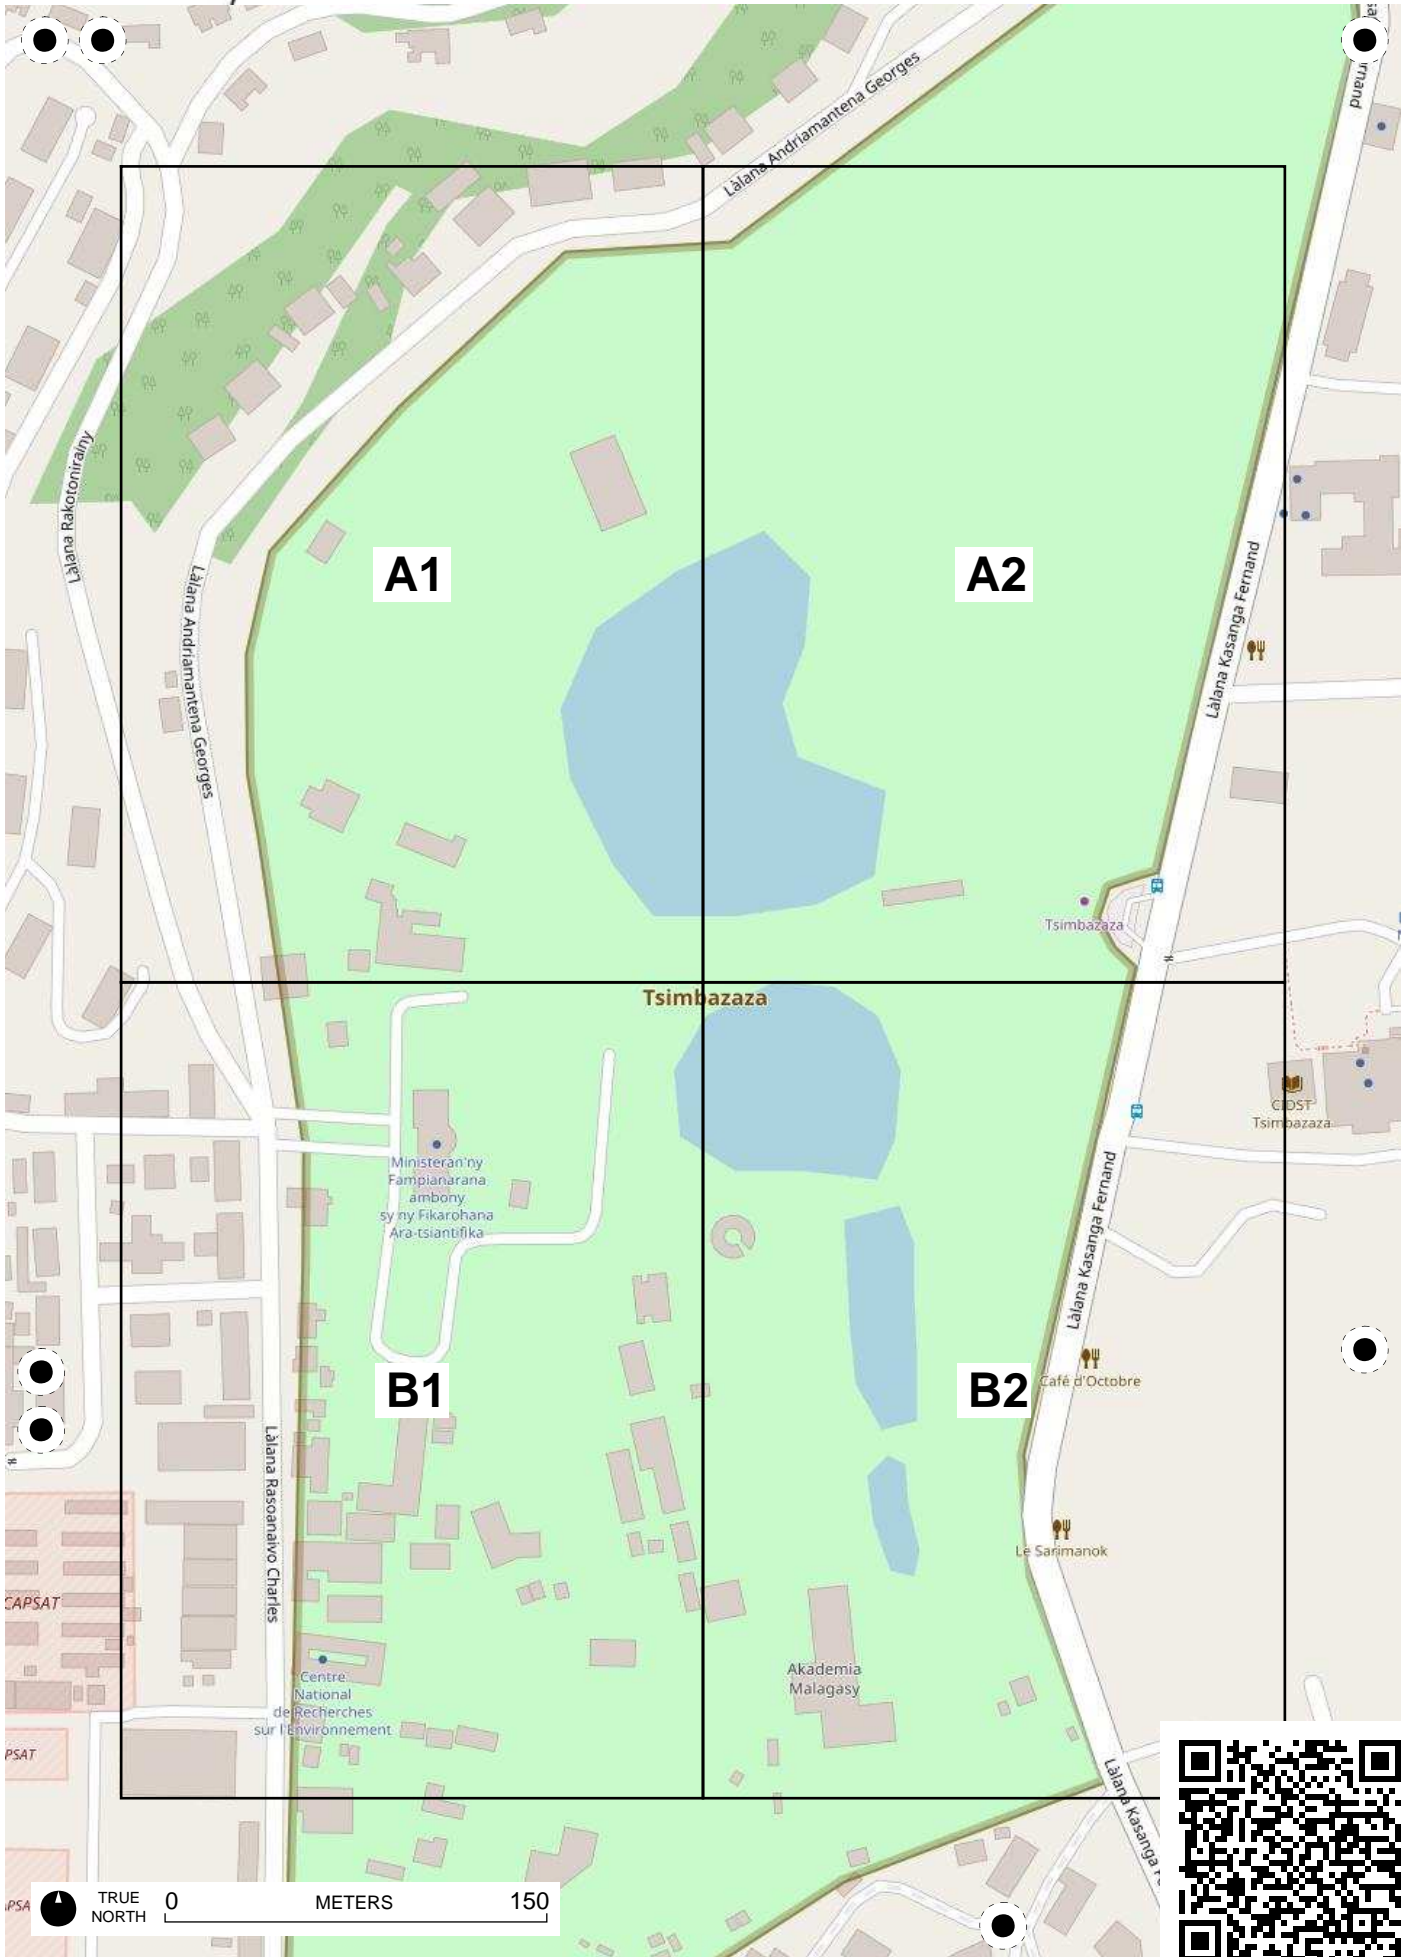 Làlana Andriamantena Georges
Làlana Rakotonirainy
Làlana Andriamantena Georges
A1
A2
Làlana Kasanga Fernand
Tsimbazaza
Tsimbazaza
CIDST
Tsimbazaza
Ministeran'ny
Fampianarana
ambony
sy ny Fikarohana
Ara-tsiantifika
Làlana Kasanga Fernand
B1
B2
Café d'Octobre
Làlana Rasoanaivo Charles
Le Sarimanok
CAPSAT
Akademia
Malagasy
Centre
National
de Recherches
sur l'Environnement
PSAT
Làlana Kasanga
TRUE
NORTH
0
METERS
150